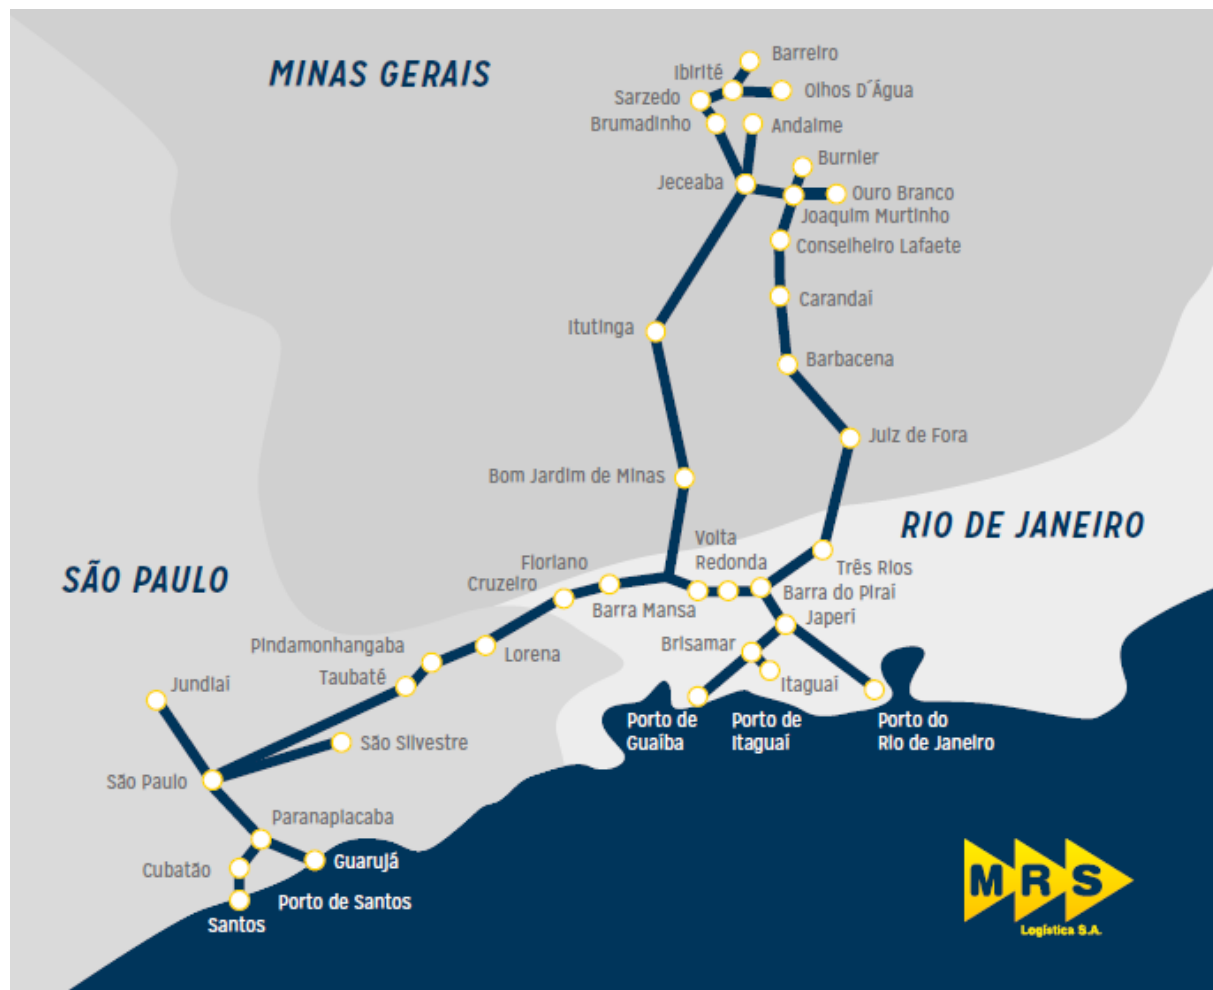 MINAS GERAIS
Barreiro
Ibirité
Olhos D´Água
Sarzedo
Brumadinho
Andaime
Burnier
Jeceaba
Ouro Branco
Joaquim Murtinho
Conselheiro Lafaete
Carandaí
Itutinga
Barbacena
Juiz de Fora
Bom Jardim de Minas
RIO DE JANEIRO
Volta
Redonda
Floriano
Três Rios
SÃO PAULO
Cruzeiro
Barra do Piraí
Barra Mansa
Japeri
Pindamonhangaba
Brisamar
Lorena
Taubaté
Itaguaí
Jundiaí
Porto de
Guaíba
Porto de
Itaguaí
Porto do
Rio de Janeiro
São Silvestre
São Paulo
Paranapiacaba
Guarujá
Cubatão
Porto de Santos
Santos
MRS
Logística S.A.